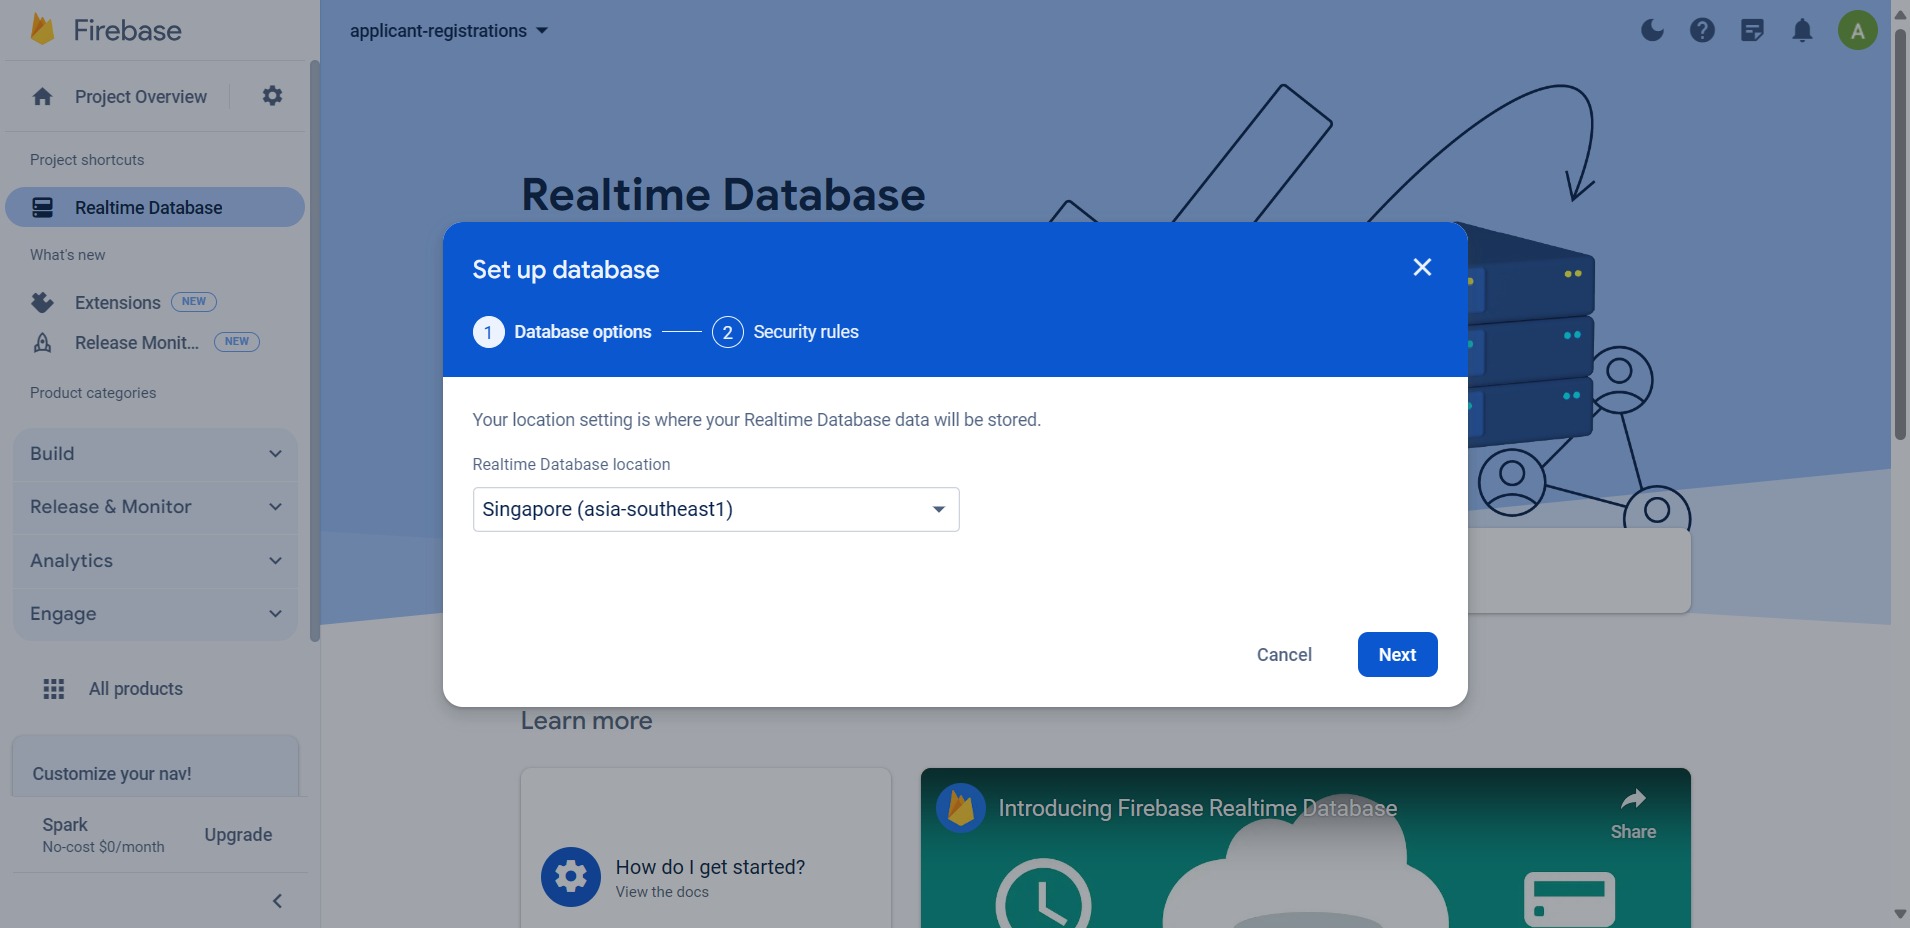 Firebase
applicant-registrations
A
Project Overview
Project shortcuts
Realtime Database
What's new
Extensions NEW
Release Monit... NEW
Product categories
Build
Release & Monitor
Analytics
Engage
All products
Customize your nav!
Spark
No-cost $0/month
Upgrade
Realtime Database
Set up database
1 Database options 2 Security rules
Your location setting is where your Realtime Database data will be stored.
Realtime Database location
Singapore (asia-southeast1)
Cancel Next
Learn more
How do I get started?
View the docs
Introducing Firebase Realtime Database
Share